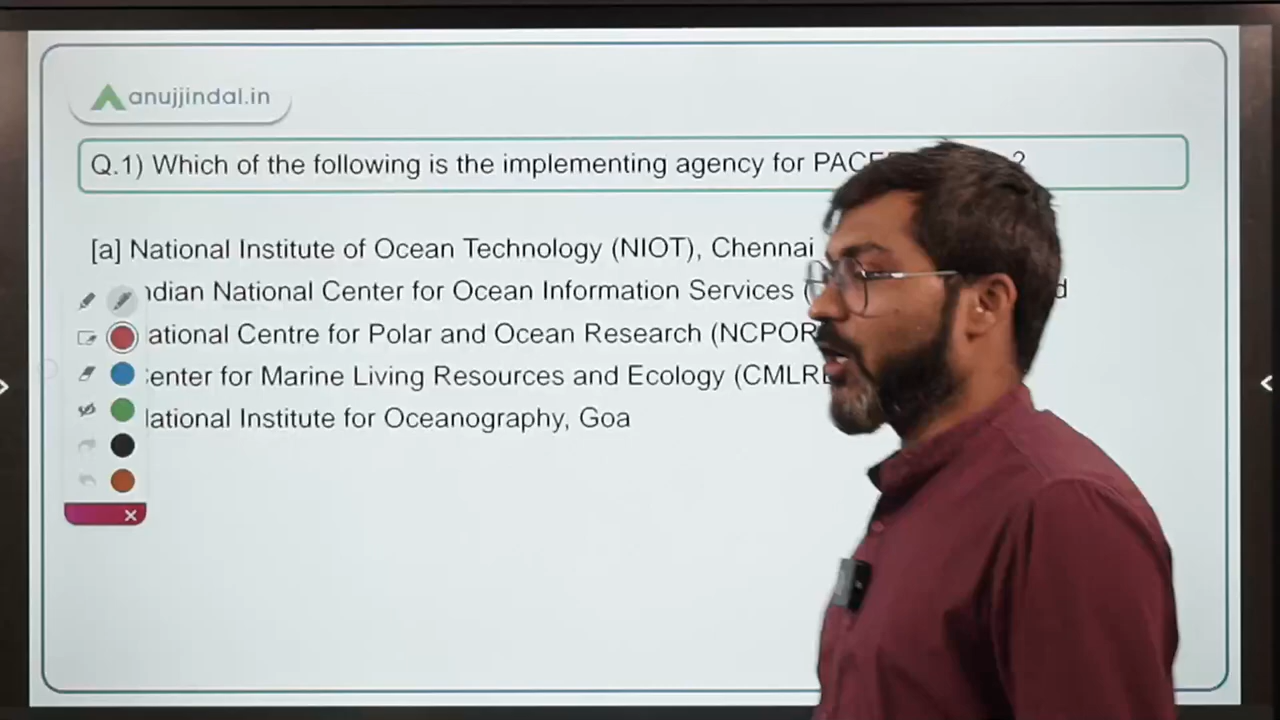 anujjindal.in
Q.1) Which of the following is the implementing agency for ?
[a] National Institute of Ocean Technology (NIOT), Chennai
ndian National Center for Ocean Information Services (
ational Centre for Polar and Ocean Research (NCPOR
enter for Marine Living Resources and Ecology (CMLRE
ational Institute for Oceanography, Goa